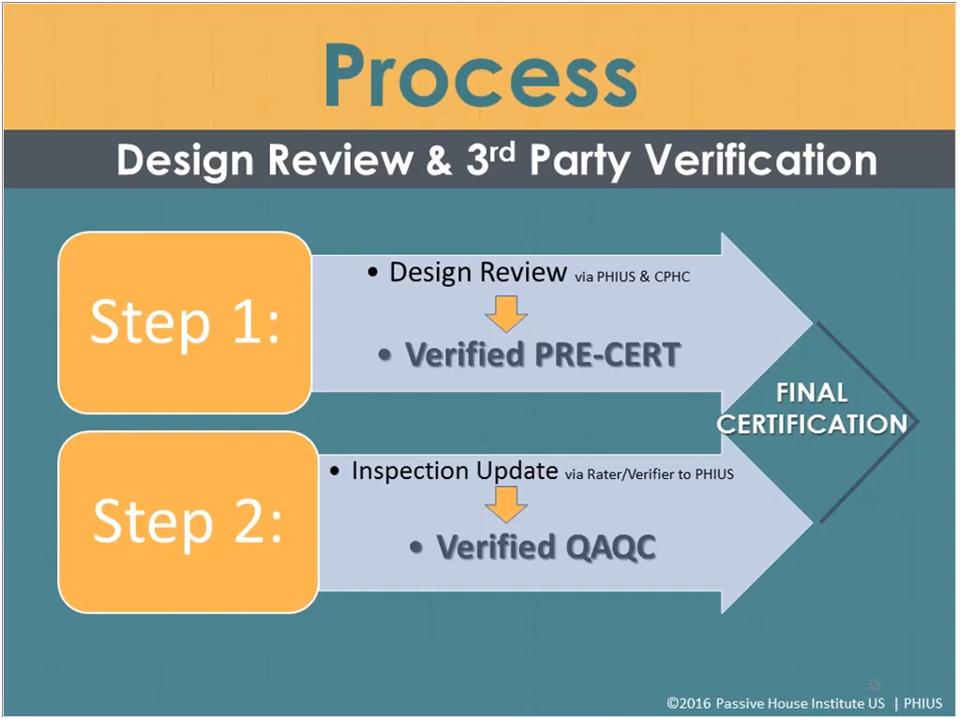 Process
Design Review & 3rd Party Verification
Step 1:
• Design Review via PHIUS & CPHC
• Verified PRE-CERT
FINAL
CERTIFICATION
Step 2:
• Inspection Update via Rater/Verifier to PHIUS
• Verified QAQC
35
©2016 Passive House Institute US | PHIUS